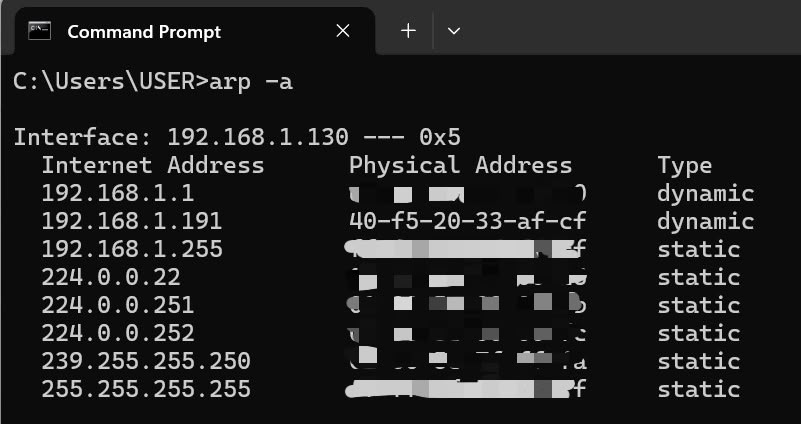 Command Prompt
C:\Users\USER>arp -a
Interface: 192.168.1.130 --- 0x5
Internet Address Physical Address Type
192.168.1.1 dynamic
192.168.1.191 40-f5-20-33-af-cf dynamic
192.168.1.255 static
224.0.0.22 static
224.0.0.251 static
224.0.0.252 static
239.255.255.250 static
255.255.255.255 static